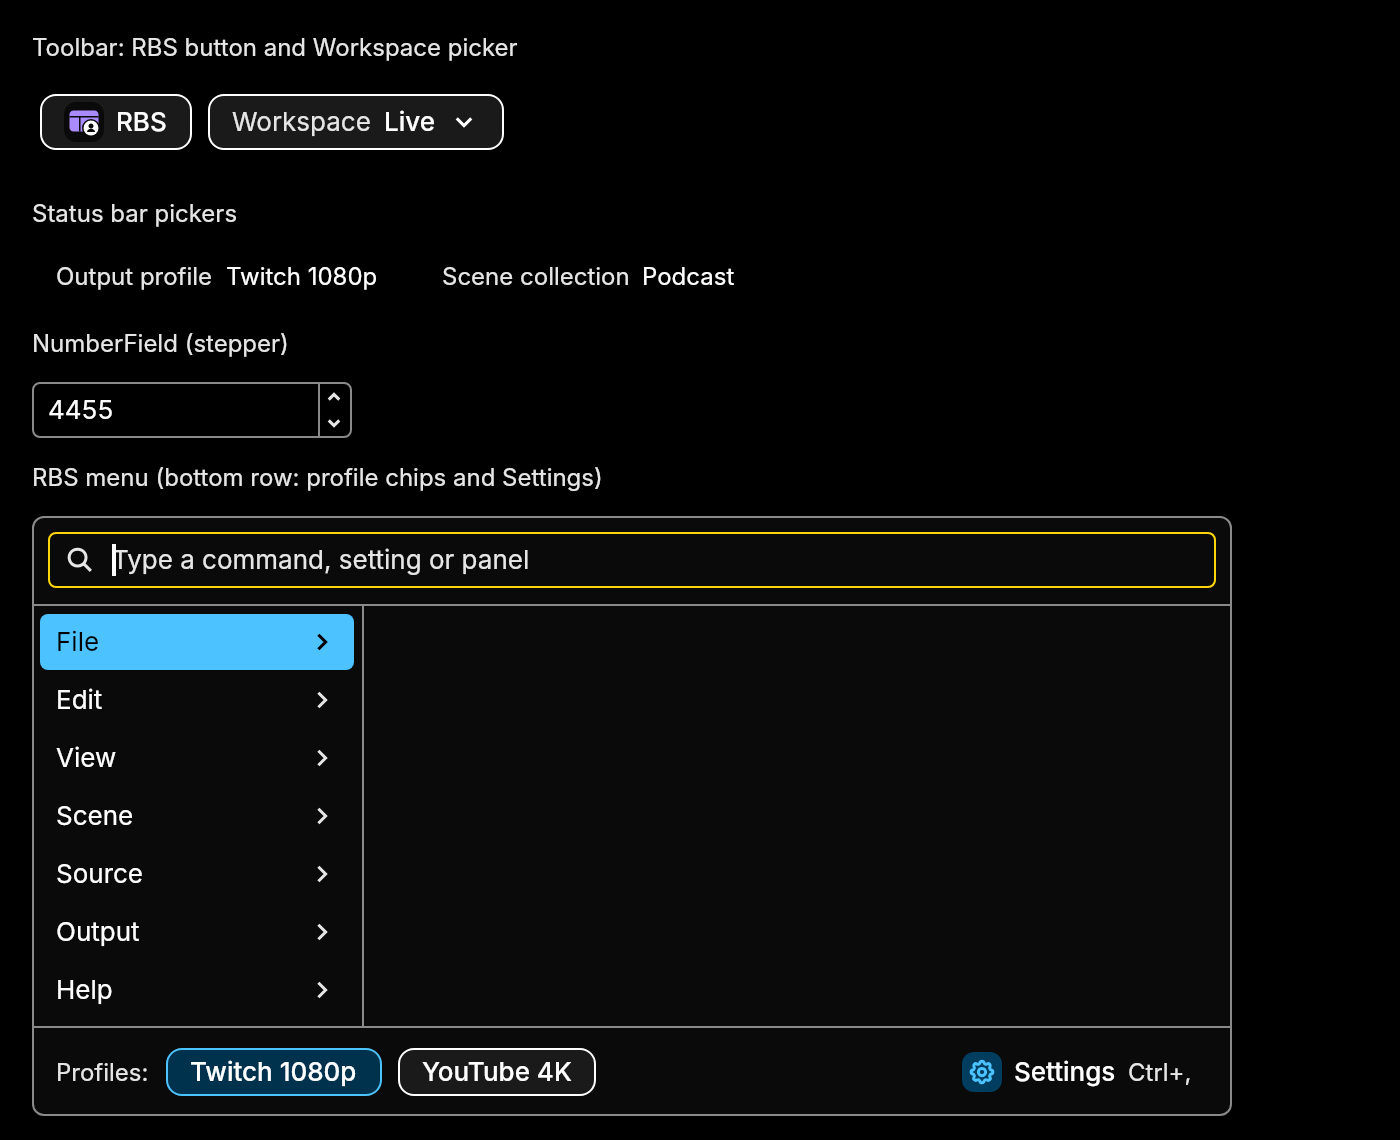 Toolbar: RBS button and Workspace picker
RBS Workspace Live
Status bar pickers
Output profile Twitch 1080p Scene collection Podcast
NumberField (stepper)
4455
RBS menu (bottom row: profile chips and Settings)
Type a command, setting or panel
File
Edit
View
Scene
Source
Output
Help
Profiles: Twitch 1080p YouTube 4K Settings Ctrl+,